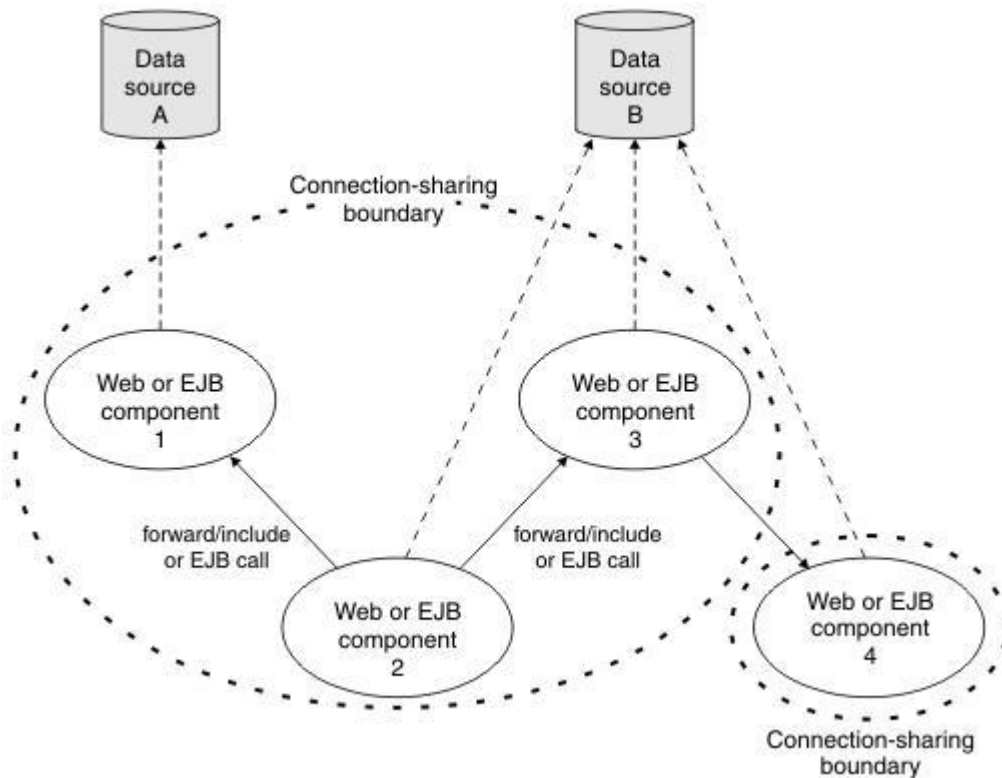 Data
source
A
Data
source
B
Connection-sharing
boundary
Web or EJB
component
1
Web or EJB
component
3
forward/include
or EJB call
forward/include
or EJB call
Web or EJB
component
2
Web or EJB
component
4
Connection-sharing
boundary